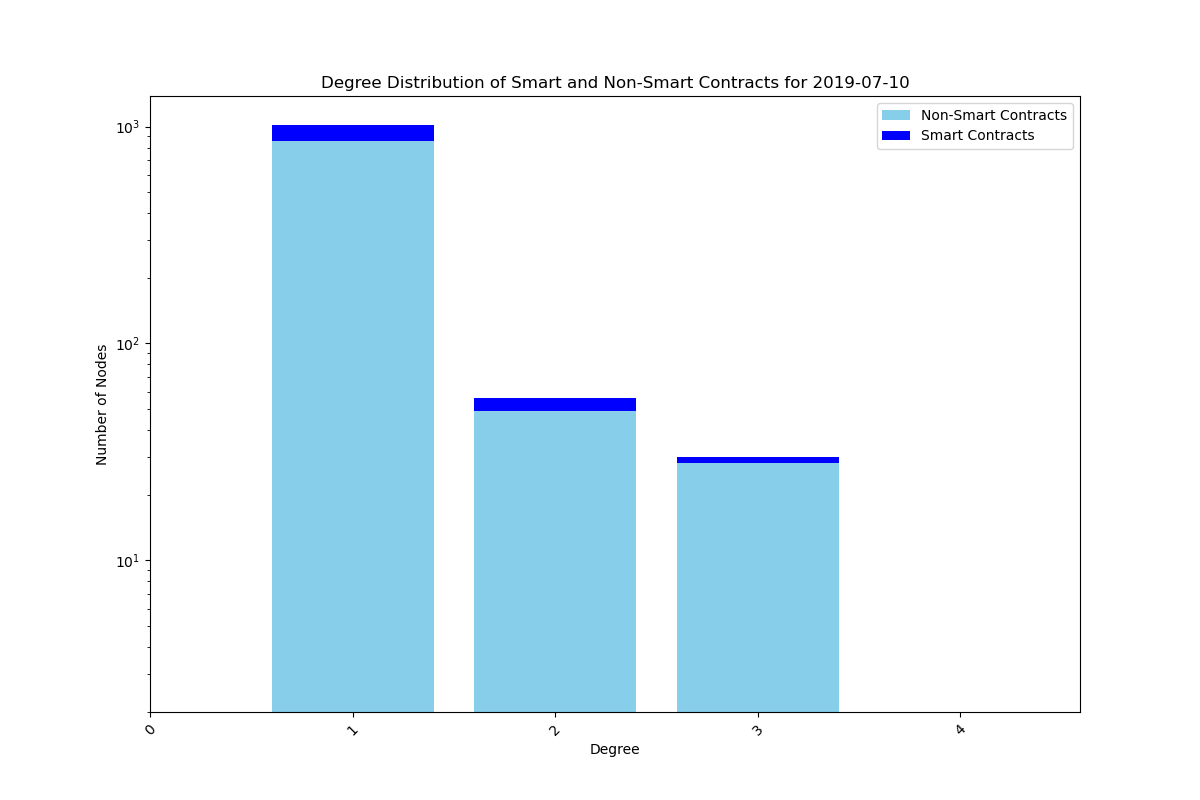 Degree Distribution of Smart and Non-Smart Contracts for 2019-07-10
Non-Smart Contracts
Smart Contracts
Number of Nodes
10³
10²
10¹
0
1
2
3
4
Degree